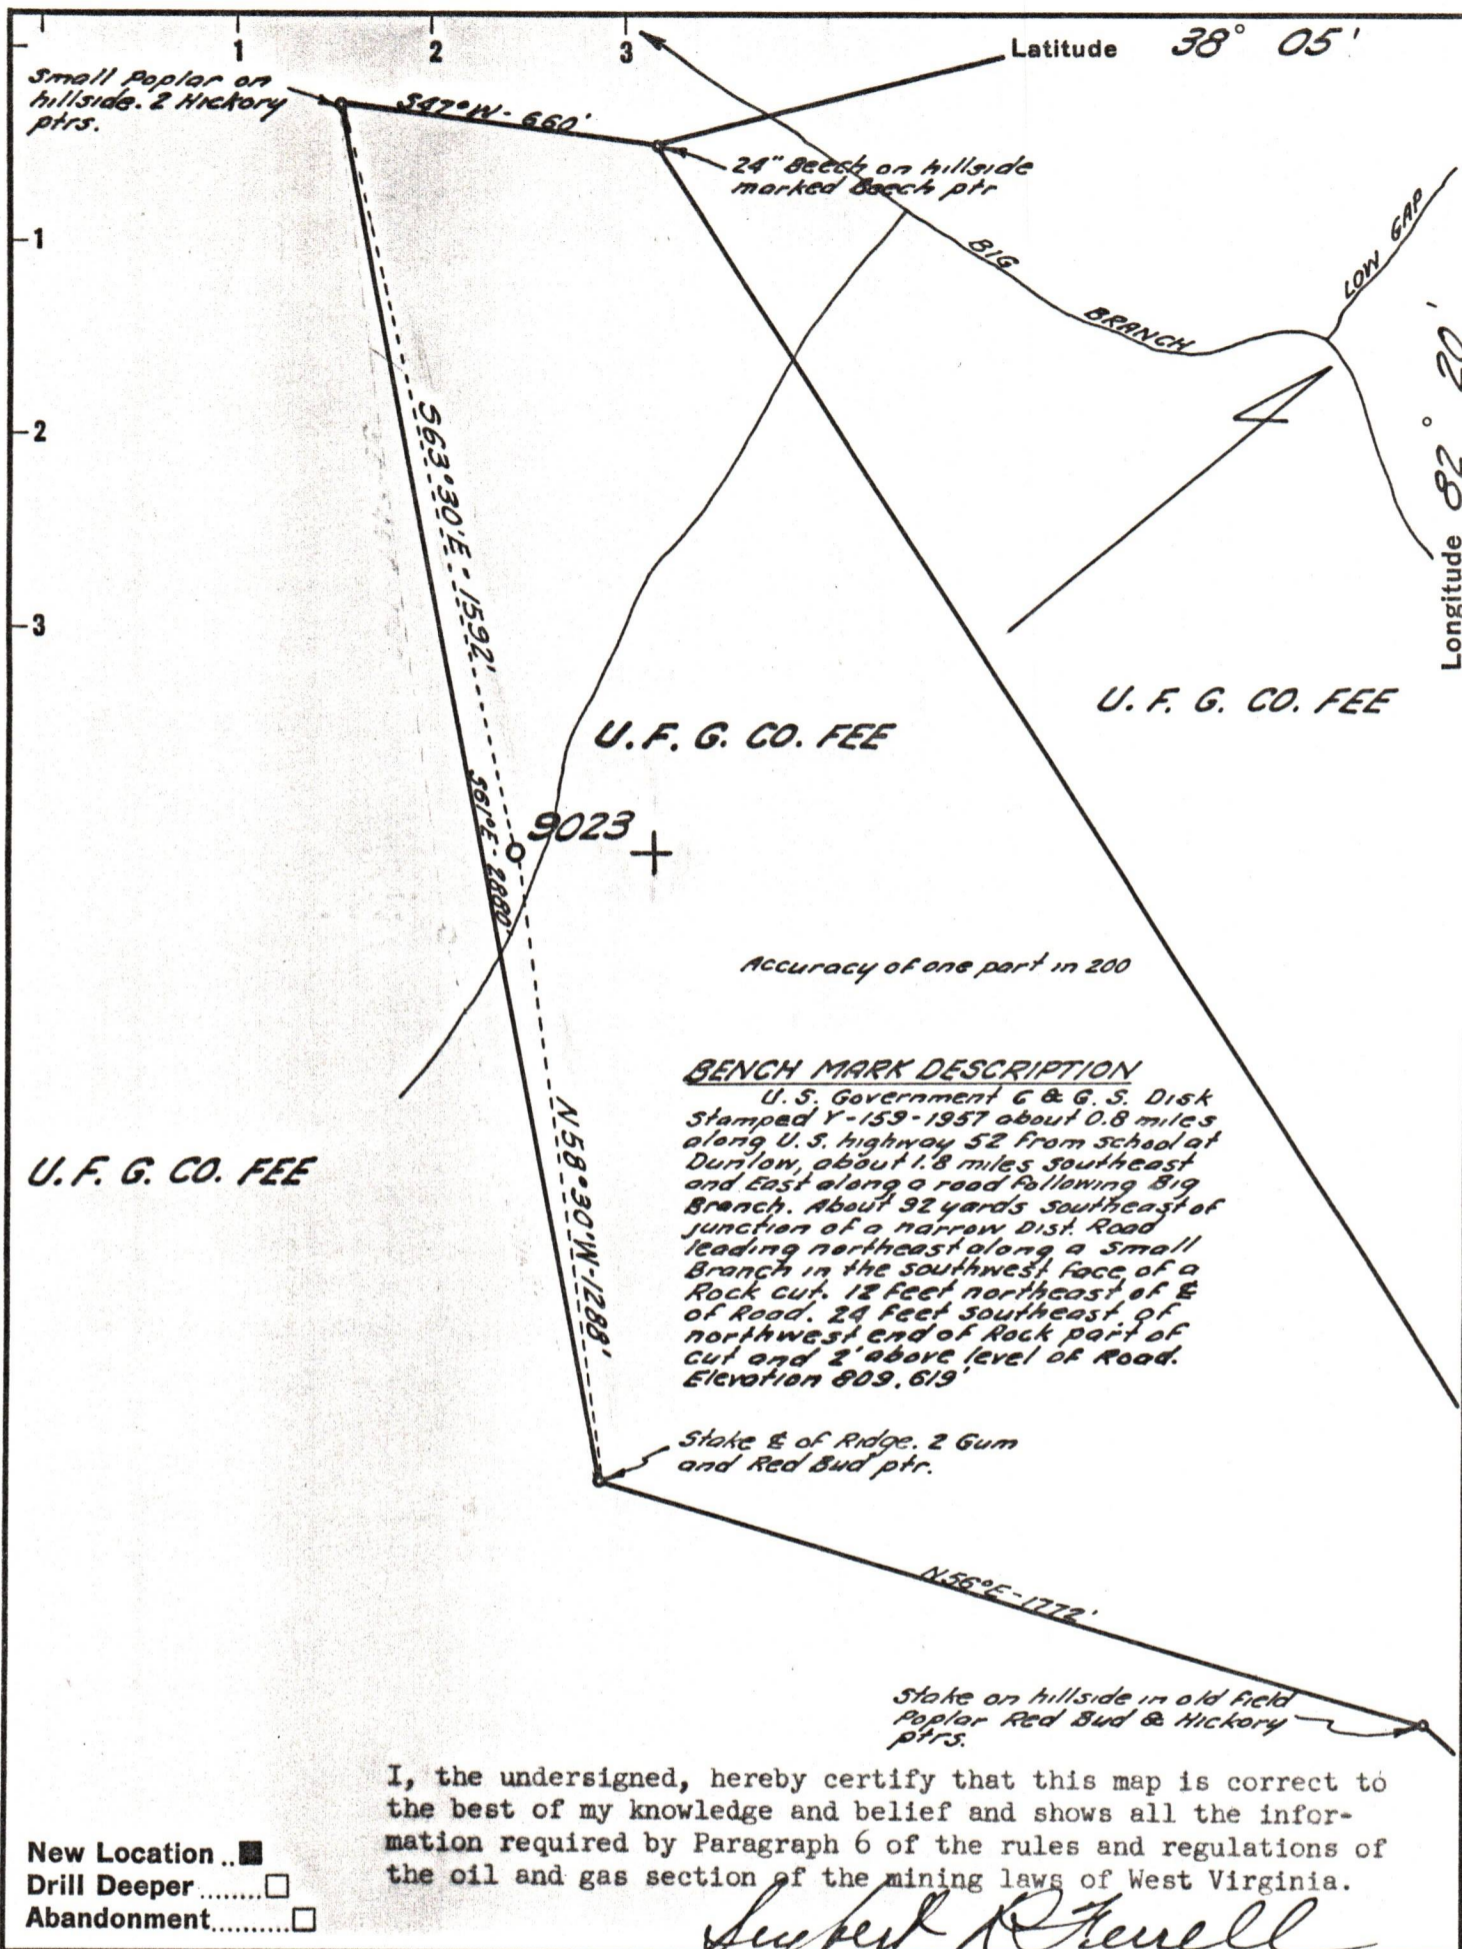 1
2
3
Latitude 38° 05'
Small Poplar on
hillside. 2 Hickory
ptrs.
S47°W - 660'
24" Beech on hillside
marked Beech ptr
1
BIG
BRANCH
LOW GAP
Longitude 82° 20'
2
S63°30'E - 1592'
3
U. F. G. CO. FEE
U. F. G. CO. FEE
S61°E - 2880'
9023
Accuracy of one part in 200
BENCH MARK DESCRIPTION
U. S. Government C & G. S. Disk
Stamped Y-159-1957 about 0.8 miles
along U.S. highway 52 from school at
Dunlow, about 1.8 miles southeast
and East along a road following Big
Branch. About 92 yards southeast of
junction of a narrow Dist. Road
leading northeast along a small
Branch in the southwest face of a
Rock cut. 12 feet northeast of ℄
of Road. 24 feet southeast of
northwest end of Rock part of
cut and 2' above level of Road.
Elevation 809.619'
U. F. G. CO. FEE
N58°30'W - 1288'
Stake ℄ of Ridge. 2 Gum
and Red Bud ptr.
N56°E - 1772'
Stake on hillside in old field
Poplar Red Bud & Hickory
ptrs.
I, the undersigned, hereby certify that this map is correct to
the best of my knowledge and belief and shows all the infor-
mation required by Paragraph 6 of the rules and regulations of
the oil and gas section of the mining laws of West Virginia.
New Location ..■
Drill Deeper ........□
Abandonment..........□